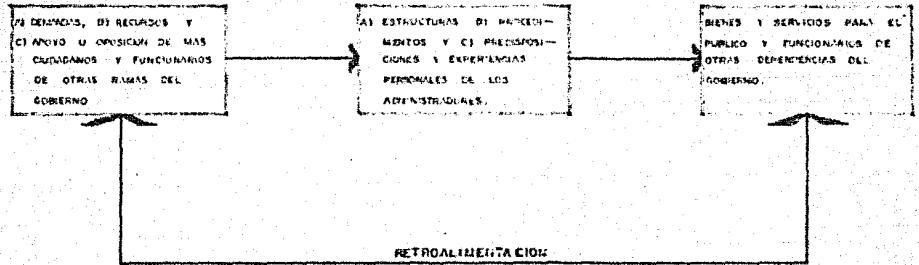 A) DEMANDAS, B) RECURSOS Y
C) APOYO U OPOSICION DE MAS
CIUDADANOS Y FUNCIONARIOS
DE OTRAS RAMAS DEL
GOBIERNO
A) ESTRUCTURAS B) PROCEDI—
MIENTOS Y C) PREDISPOSI—
CIONES Y EXPERIENCIAS
PERSONALES DE LOS
ADMINISTRADORES.
BIENES Y SERVICIOS PARA EL
PUBLICO Y FUNCIONARIOS DE
OTRAS DEPENDENCIAS DEL
GOBIERNO.
RETROALIMENTACION